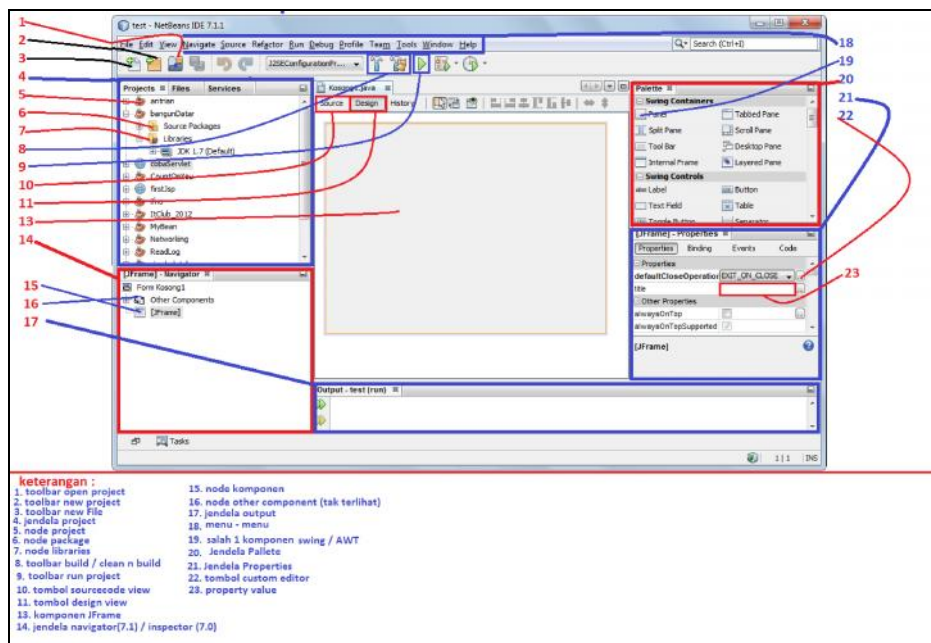 test - NetBeans IDE 7.1.1
File Edit View Navigate Source Refactor Run Debug Profile Team Tools Window Help
Search (Ctrl+I)
J2SEConfigurationPr...
Projects Files Services
antrian
bangunDatar
Source Packages
Libraries
JDK 1.7 (Default)
cobaServlet
CountOnYou
firstJsp
ItClub_2012
MyBean
Networking
ReadLog
Source Design History
Palette
Swing Containers
Panel Tabbed Pane
Split Pane Scroll Pane
Tool Bar Desktop Pane
Internal Frame Layered Pane
Swing Controls
Label Button
Text Field Table
Toggle Button Separator
[JFrame] - Properties
Properties Binding Events Code
Properties
defaultCloseOperation EXIT_ON_CLOSE
title
Other Properties
alwaysOnTop
alwaysOnTopSupported
[JFrame]
[JFrame] - Navigator
Form Kosong1
Other Components
[JFrame]
Output - test (run)
Tasks
1|1 INS
1
2
3
4
5
6
7
8
9
10
11
13
14
15
16
17
18
19
20
21
22
23
keterangan :
1. toolbar open project
2. toolbar new project
3. toolbar new File
4. jendela project
5. node project
6. node package
7. node libraries
8. toolbar build / clean n build
9. toolbar run project
10. tombol sourcecode view
11. tombol design view
13. komponen JFrame
14. jendela navigator(7.1) / inspector (7.0)
15. node komponen
16. node other component (tak terlihat)
17. jendela output
18. menu - menu
19. salah 1 komponen swing / AWT
20. Jendela Pallete
21. Jendela Properties
22. tombol custom editor
23. property value